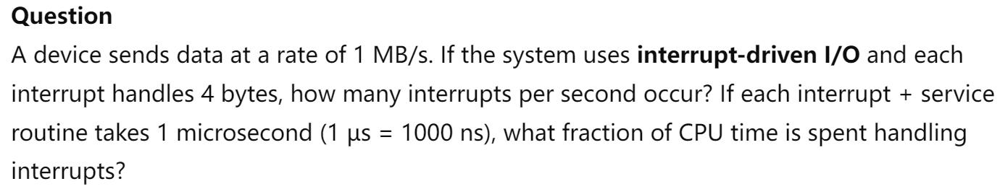 Question
A device sends data at a rate of 1 MB/s. If the system uses interrupt-driven I/O and each
interrupt handles 4 bytes, how many interrupts per second occur? If each interrupt + service
routine takes 1 microsecond (1 μs = 1000 ns), what fraction of CPU time is spent handling
interrupts?